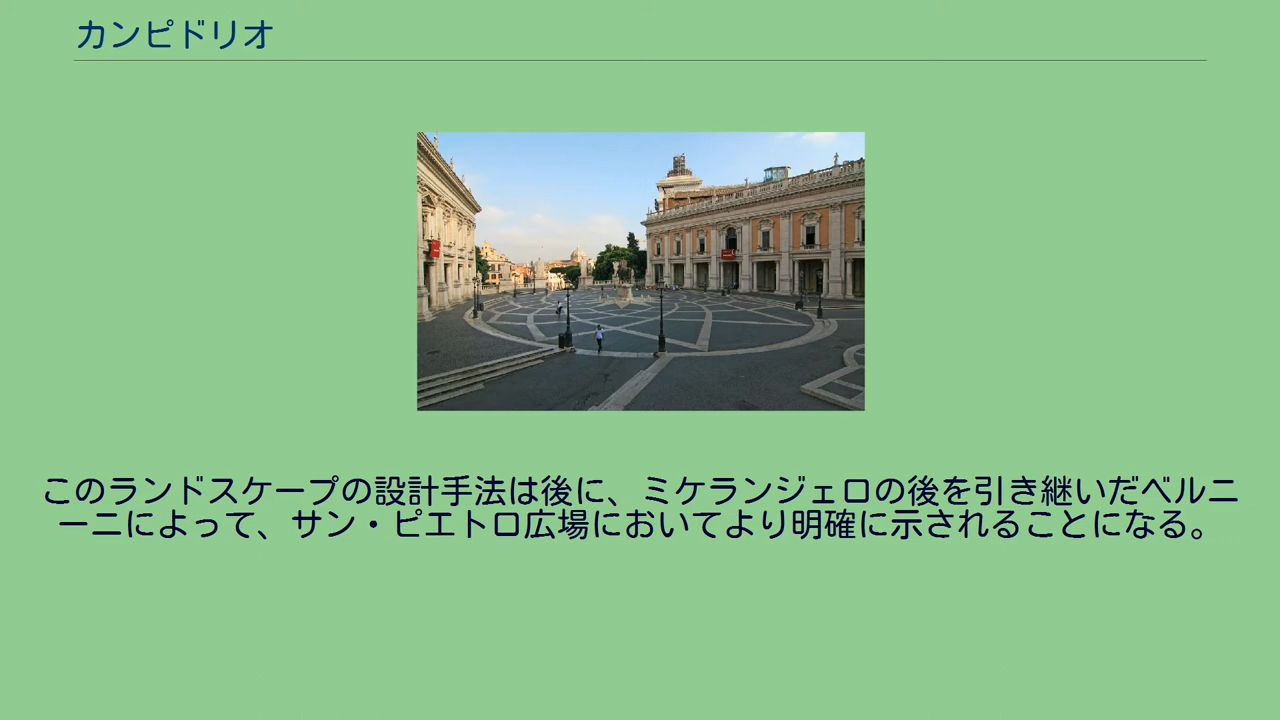 カンピドリオ
このランドスケープの設計手法は後に、ミケランジェロの後を引き継いだベルニ
ーニによって、サン・ピエトロ広場においてより明確に示されることになる。